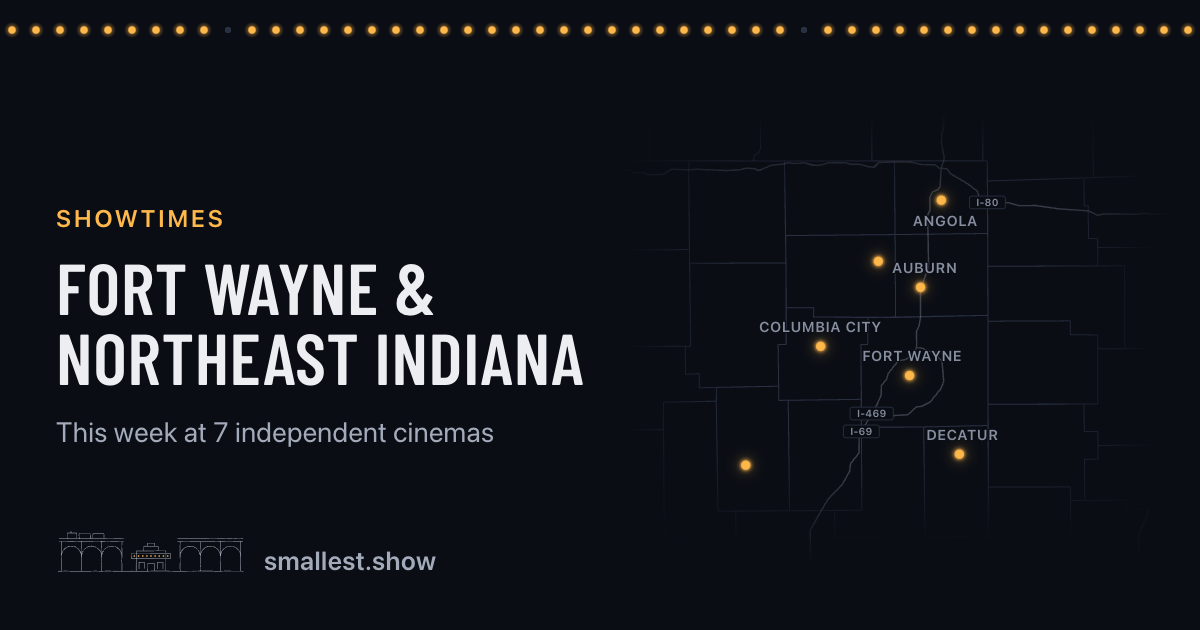 SHOWTIMES
FORT WAYNE &
NORTHEAST INDIANA
This week at 7 independent cinemas
smallest.show
I-80
ANGOLA
AUBURN
COLUMBIA CITY
FORT WAYNE
I-469
I-69
DECATUR